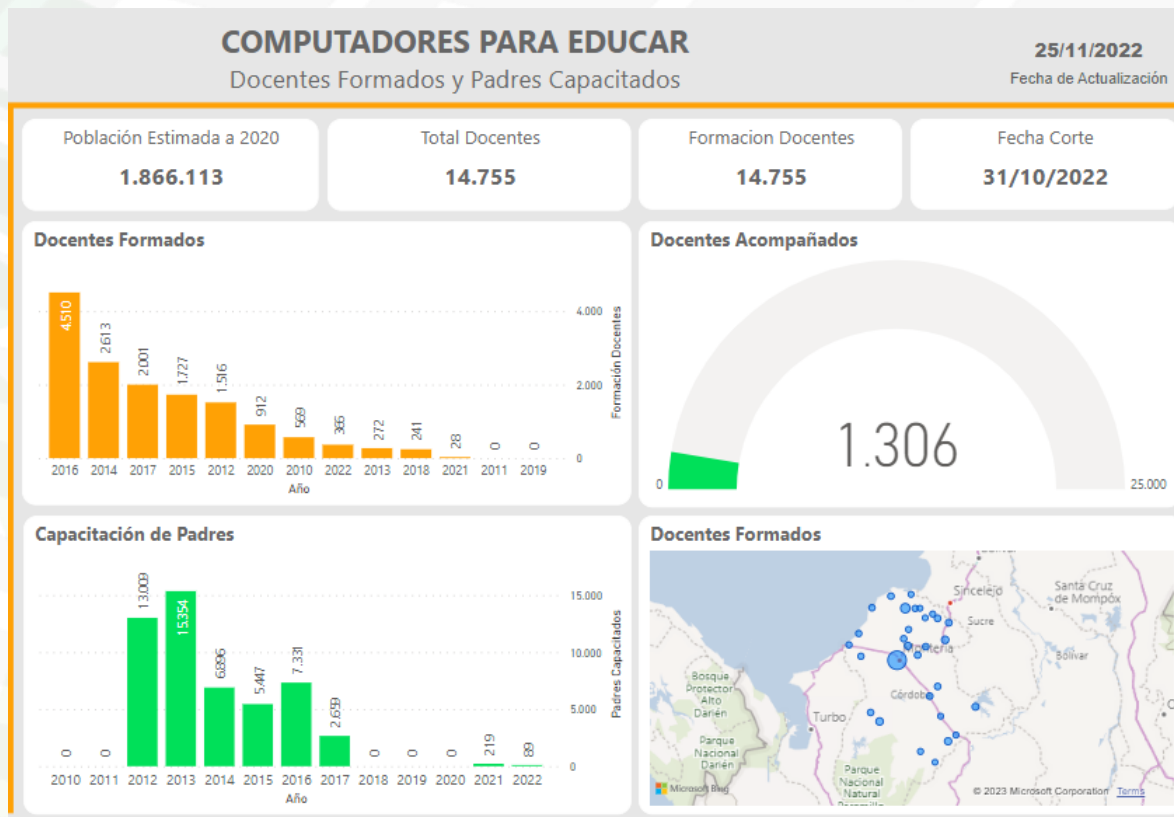 COMPUTADORES PARA EDUCAR
Docentes Formados y Padres Capacitados
25/11/2022
Fecha de Actualización
Población Estimada a 2020
1.866.113
Total Docentes
14.755
Formacion Docentes
14.755
Fecha Corte
31/10/2022
Docentes Formados
4.510
2.613
2.001
1.727
1.516
912
569
365
272
241
28
0
0
4.000
2.000
0
Formación Docentes
2016 2014 2017 2015 2012 2020 2010 2022 2013 2018 2021 2011 2019
Año
Docentes Acompañados
1.306
0
25.000
Capacitación de Padres
0
0
13.009
15.354
6.896
5.447
7.331
2.659
0
0
0
219
89
15.000
10.000
5.000
0
Padres Capacitados
2010 2011 2012 2013 2014 2015 2016 2017 2018 2019 2020 2021 2022
Año
Docentes Formados
Sincelejo
Santa Cruz
de Mompóx
Sucre
Bolívar
Montería
Bosque
Protector
Alto
Darién
Córdoba
Turbo
Parque
Nacional
Darién
Parque
Nacional
Natural
Microsoft Bing
© 2023 Microsoft Corporation
Terms